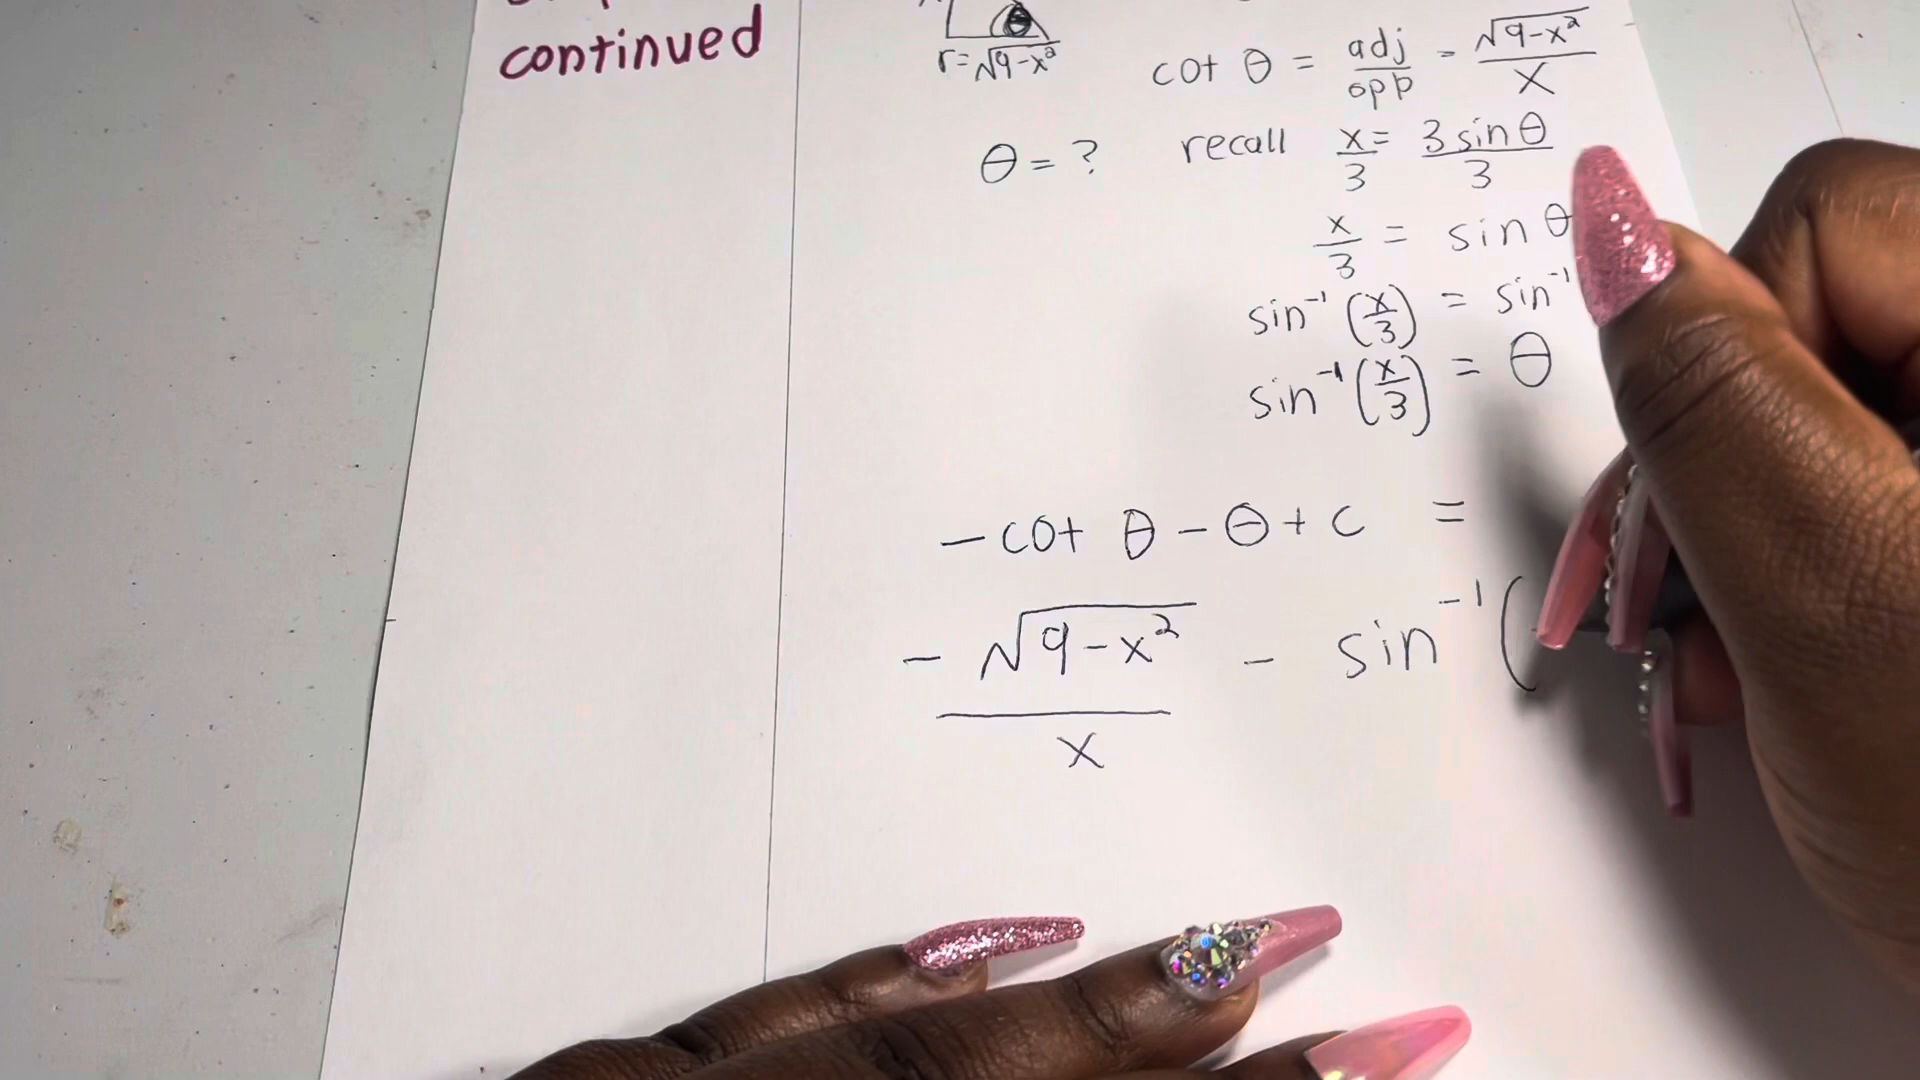 continued
θ
r=√9-x²
cot θ = adj/opp = √9-x²/x
θ = ? recall x/3 = 3 sin θ/3
x/3 = sin θ
sin⁻¹ (x/3) = sin⁻¹
sin⁻¹ (x/3) = θ
- cot θ - θ + c =
- √9-x²/x - sin⁻¹ (